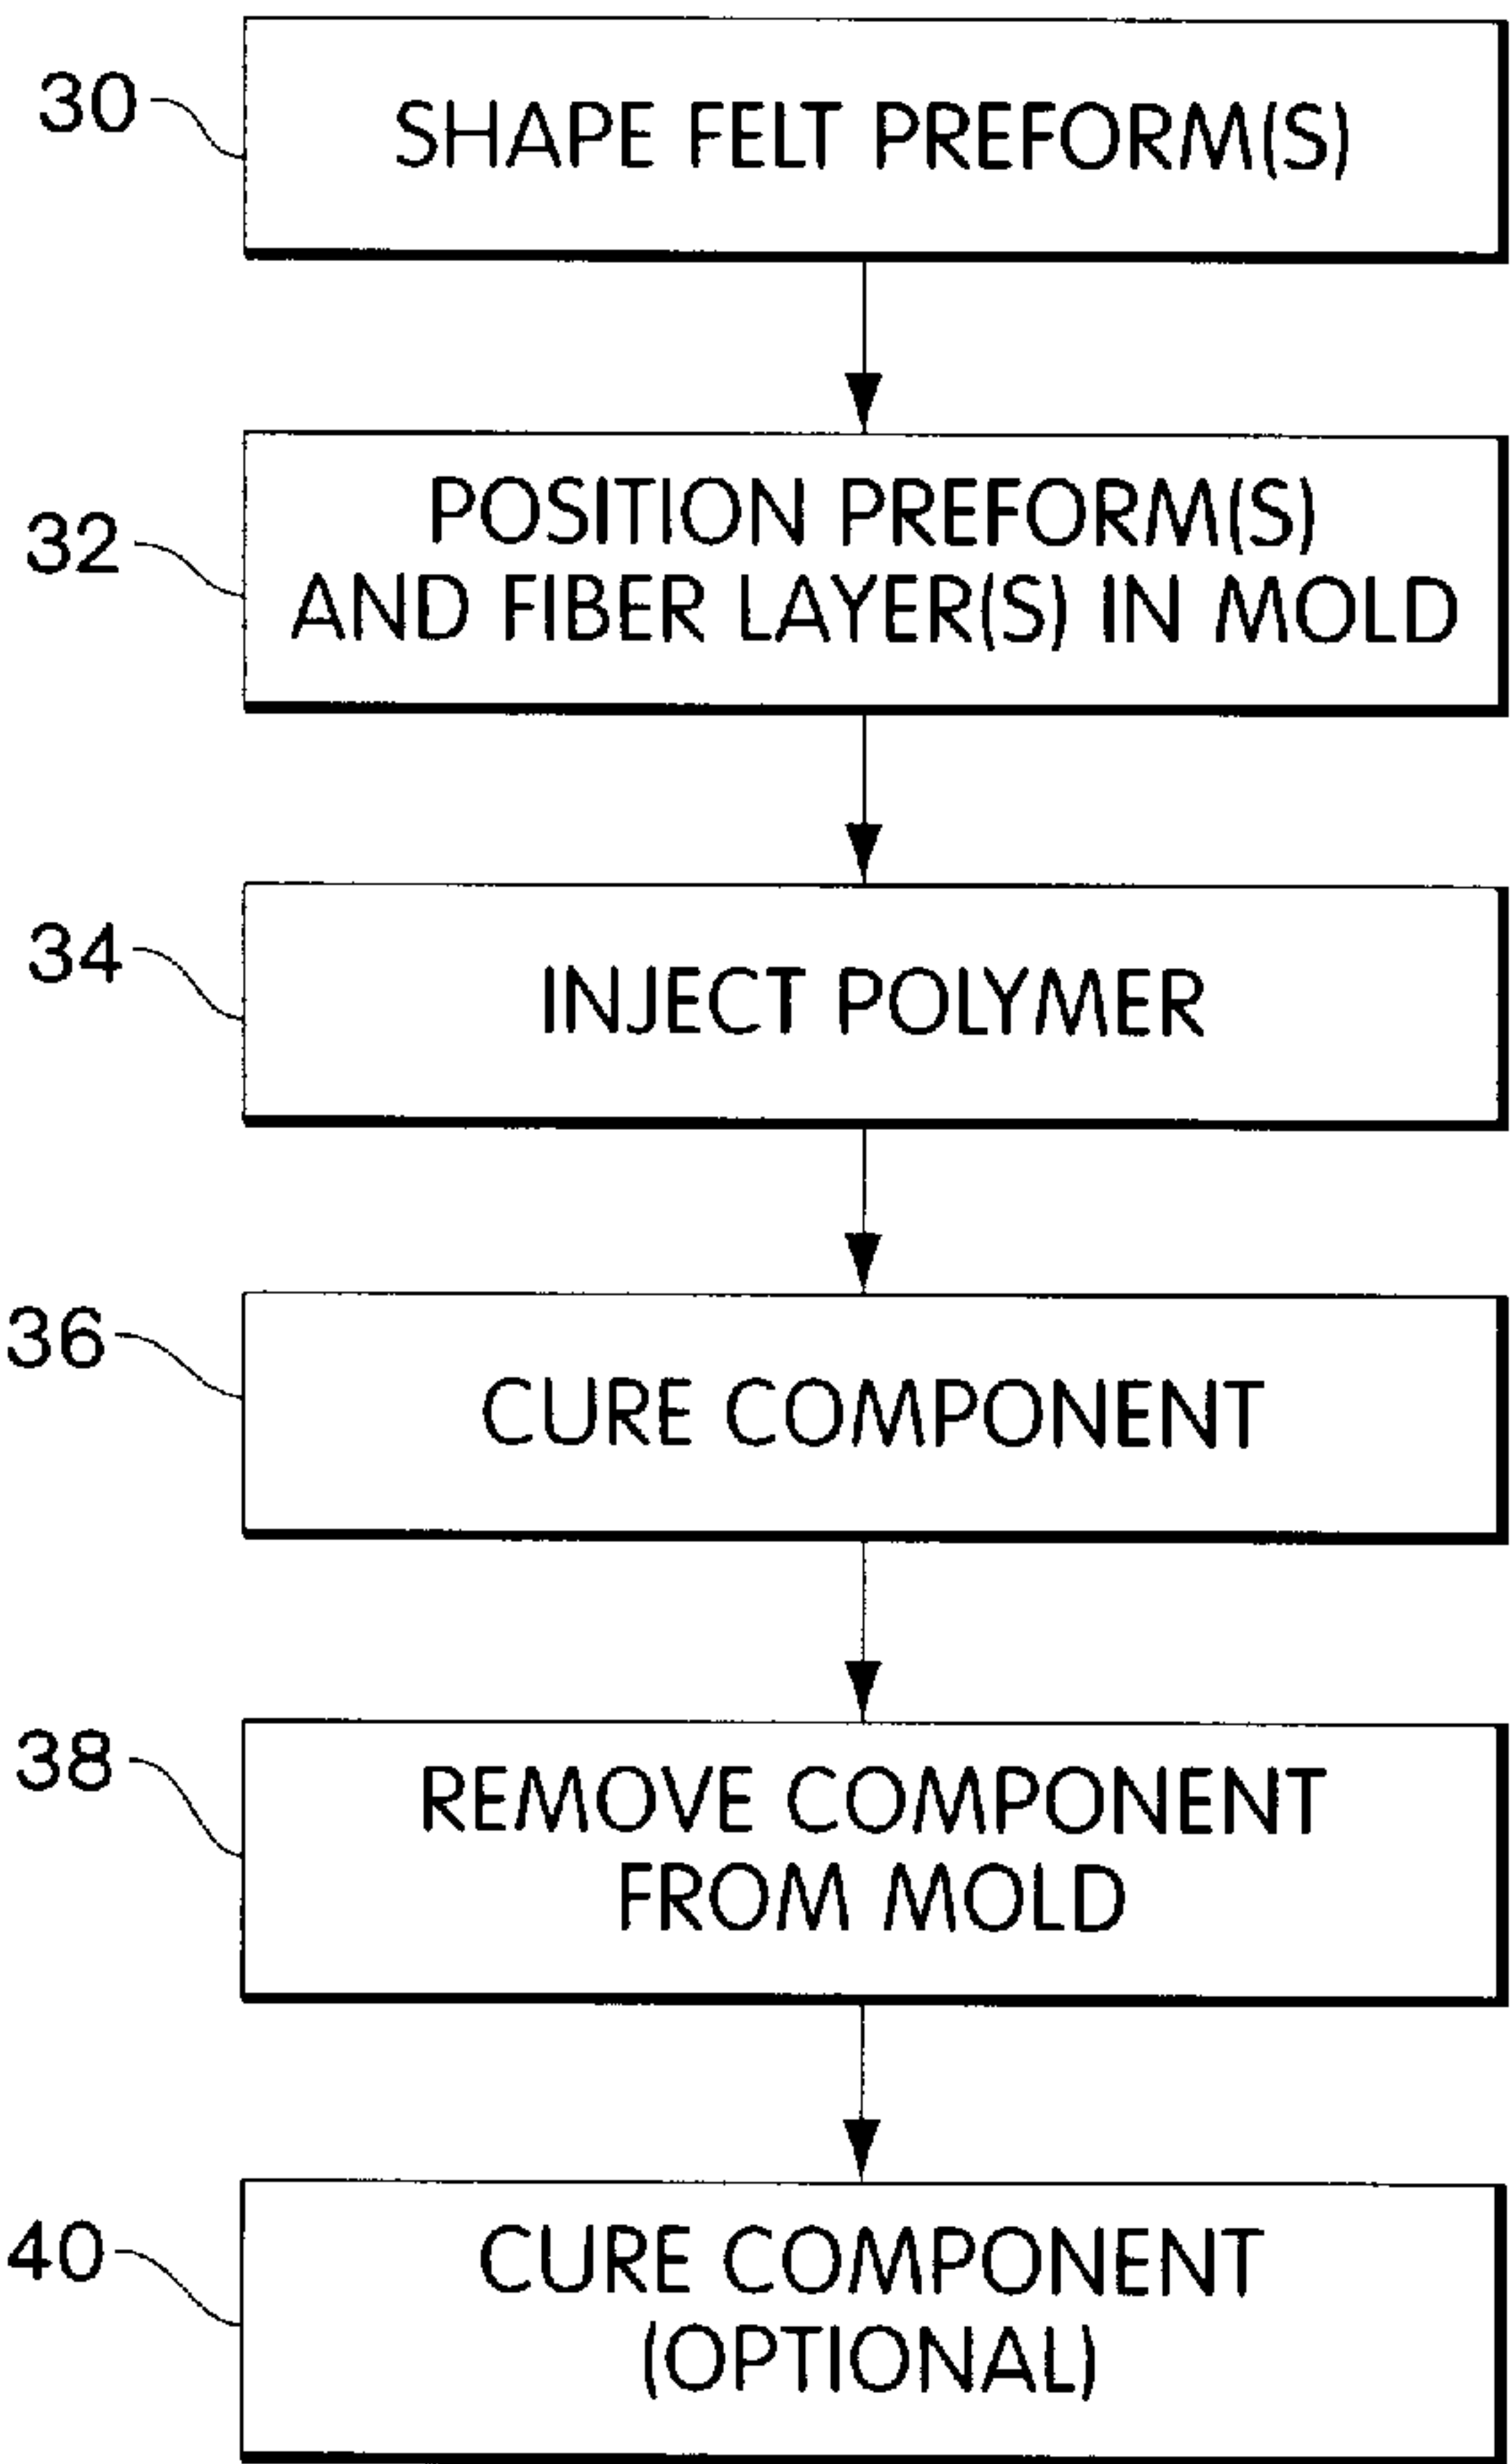 30
SHAPE FELT PREFORM(S)
32
POSITION PREFORM(S)
AND FIBER LAYER(S) IN MOLD
34
INJECT POLYMER
36
CURE COMPONENT
38
REMOVE COMPONENT
FROM MOLD
40
CURE COMPONENT
(OPTIONAL)